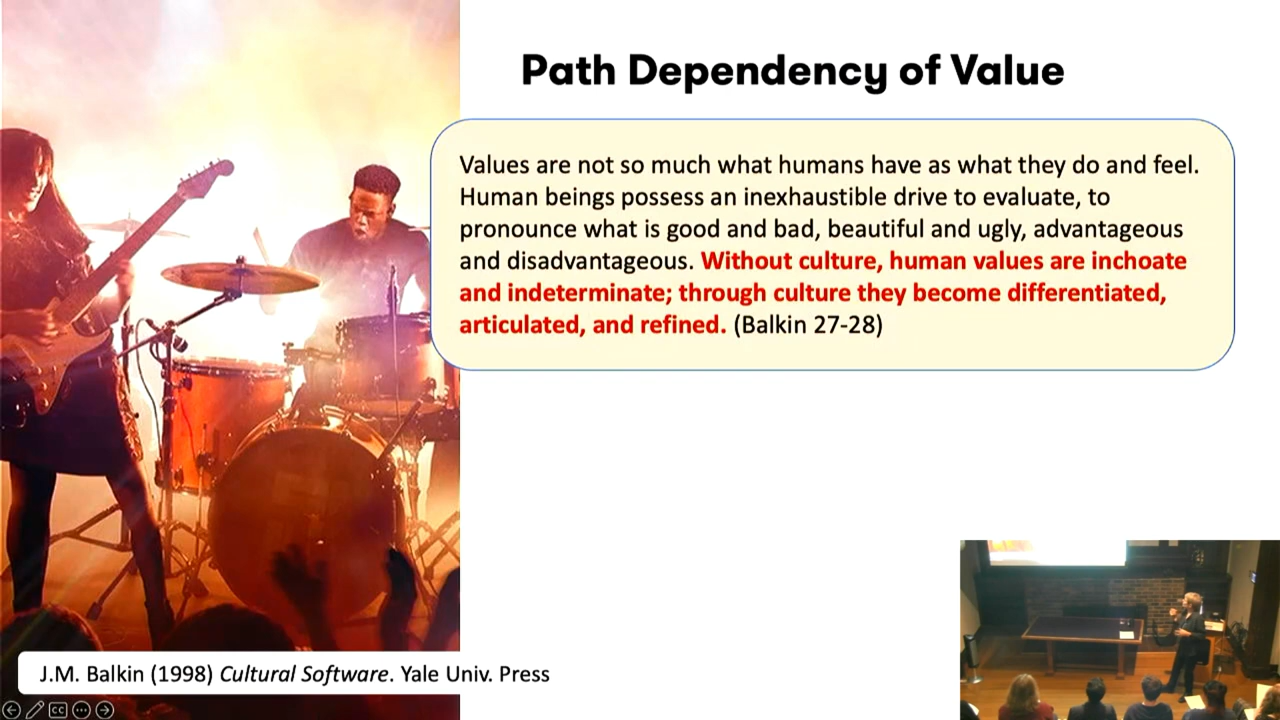 Path Dependency of Value
Values are not so much what humans have as what they do and feel.
Human beings possess an inexhaustible drive to evaluate, to
pronounce what is good and bad, beautiful and ugly, advantageous
and disadvantageous. Without culture, human values are inchoate
and indeterminate; through culture they become differentiated,
articulated, and refined. (Balkin 27-28)
J.M. Balkin (1998) Cultural Software. Yale Univ. Press
CC